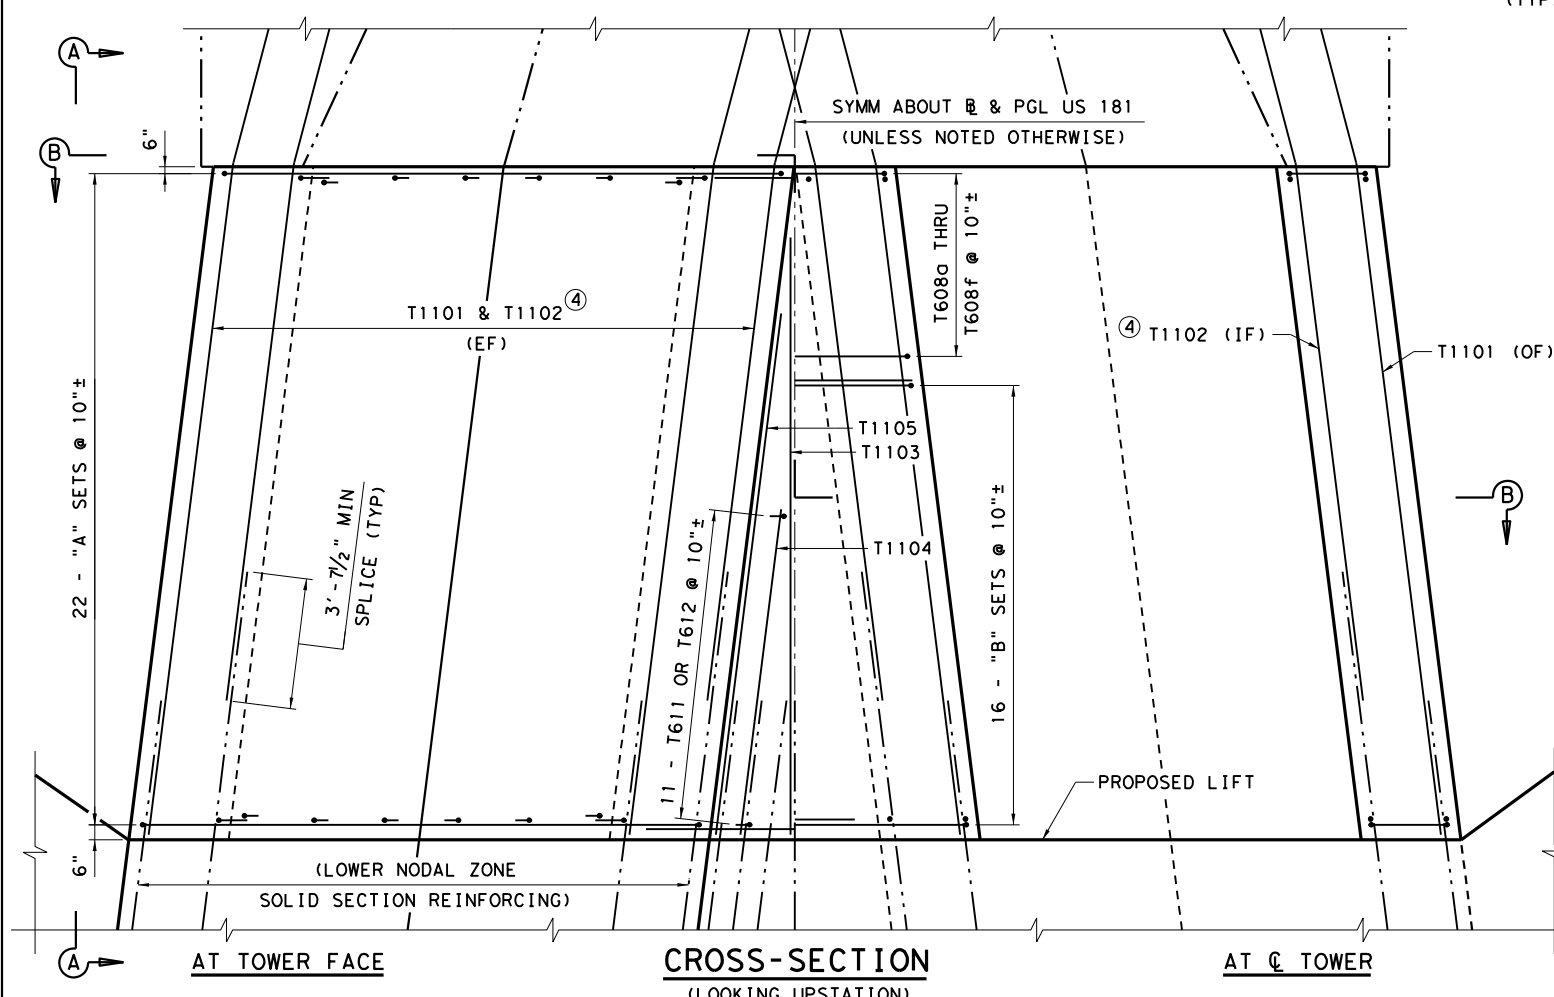 (TYP.
A
B
6"
SYMM ABOUT ⅊ & PGL US 181
(UNLESS NOTED OTHERWISE)
T608a THRU
T608f @ 10"±
T1101 & T1102 ④
(EF)
④ T1102 (IF)
T1101 (OF)
22 - "A" SETS @ 10"±
3'-7½" MIN
SPLICE (TYP)
T1105
T1103
T1104
11 - T611 OR T612 @ 10"±
16 - "B" SETS @ 10"±
B
PROPOSED LIFT
6"
(LOWER NODAL ZONE
SOLID SECTION REINFORCING)
A
AT TOWER FACE
CROSS-SECTION
(LOOKING UPSTATION)
AT ℄ TOWER